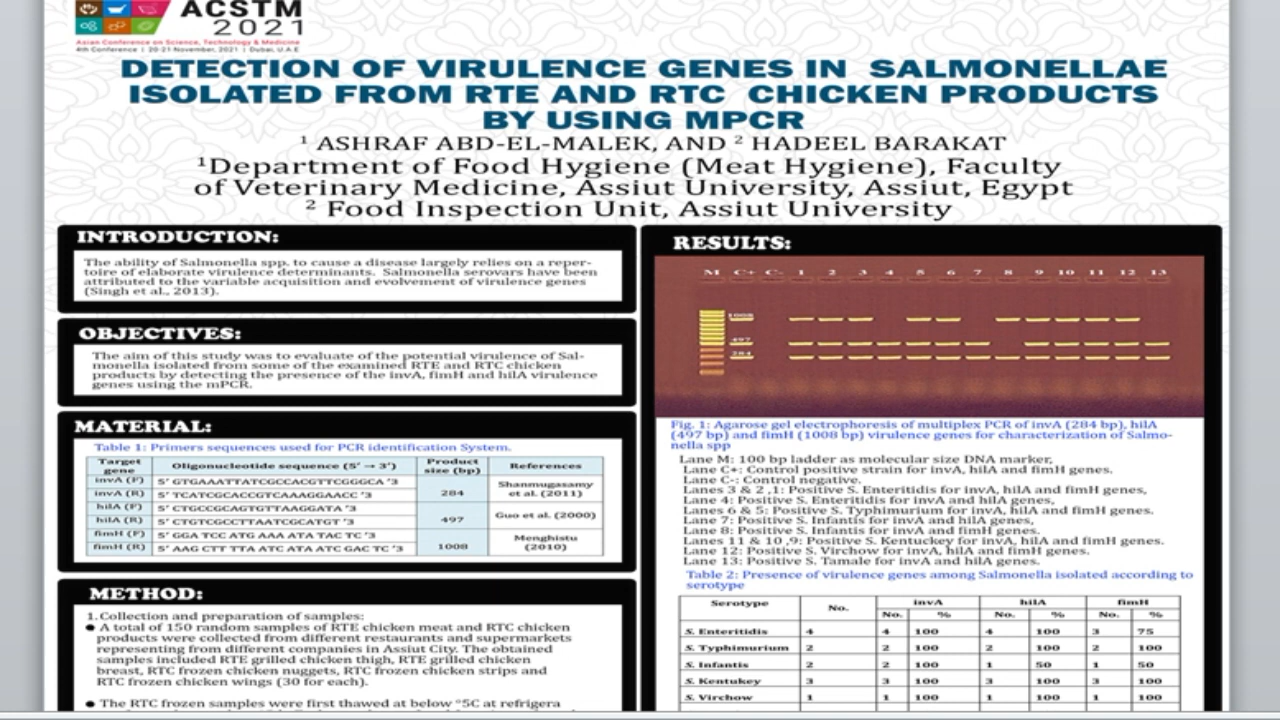 ACSTM
2021
Asian Conference on Science, Technology & Medicine
4th Conference | 20-21 November, 2021 | Dubai, U.A.E
DETECTION OF VIRULENCE GENES IN SALMONELLAE
ISOLATED FROM RTE AND RTC CHICKEN PRODUCTS
BY USING MPCR
¹ ASHRAF ABD-EL-MALEK, AND ² HADEEL BARAKAT
¹Department of Food Hygiene (Meat Hygiene), Faculty
of Veterinary Medicine, Assiut University, Assiut, Egypt
² Food Inspection Unit, Assiut University
INTRODUCTION:
The ability of Salmonella spp. to cause a disease largely relies on a reper-
toire of elaborate virulence determinants. Salmonella serovars have been
attributed to the variable acquisition and evolvement of virulence genes
(Singh et al., 2013).
OBJECTIVES:
The aim of this study was to evaluate of the potential virulence of Sal-
monella isolated from some of the examined RTE and RTC chicken
products by detecting the presence of the invA, fimH and hilA virulence
genes using the mPCR.
MATERIAL:
Table 1: Primers sequences used for PCR identification System.
Target gene Oligonucleotide sequence (5′ → 3′) Product size (bp) References
invA (F) 5′ GTGAAATTATCGCCACGTTCGGGCA ′3
invA (R) 5′ TCATCGCACCGTCAAAGGAACC ′3
284 Shanmugasamy et al. (2011)
hilA (F) 5′ CTGCCGCAGTGTTAAGGATA ′3
hilA (R) 5′ CTGTCGCCTTAATCGCATGT ′3
497 Guo et al. (2000)
fimH (F) 5′ GGA TCC ATG AAA ATA TAC TC ′3
fimH (R) 5′ AAG CTT TTA ATC ATA ATC GAC TC ′3
1008 Menghistu (2010)
METHOD:
1. Collection and preparation of samples:
● A total of 150 random samples of RTE chicken meat and RTC chicken
products were collected from different restaurants and supermarkets
representing from different companies in Assiut City. The obtained
samples included RTE grilled chicken thigh, RTE grilled chicken
breast, RTC frozen chicken nuggets, RTC frozen chicken strips and
RTC frozen chicken wings (30 for each).
● The RTC frozen samples were first thawed at below °5C at refrigera
RESULTS:
M C+ C- 1 2 3 4 5 6 7 8 9 10 11 12 13
1008
497
284
Fig. 1: Agarose gel electrophoresis of multiplex PCR of invA (284 bp), hilA
(497 bp) and fimH (1008 bp) virulence genes for characterization of Salmo-
nella spp
Lane M: 100 bp ladder as molecular size DNA marker,
Lane C+: Control positive strain for invA, hilA and fimH genes.
Lane C-: Control negative.
Lanes 3 & 2 ,1: Positive S. Enteritidis for invA, hilA and fimH genes,
Lane 4: Positive S. Enteritidis for invA and hilA genes,
Lanes 6 & 5: Positive S. Typhimurium for invA, hilA and fimH genes.
Lane 7: Positive S. Infantis for invA and hilA genes,
Lane 8: Positive S. Infantis for invA and fimH genes.
Lanes 11 & 10 ,9: Positive S. Kentucky for invA, hilA and fimH genes.
Lane 12: Positive S. Virchow for invA, hilA and fimH genes.
Lane 13: Positive S. Tamale for invA and hilA genes.
Table 2: Presence of virulence genes among Salmonella isolated according to
serotype
Serotype No. invA hilA fimH
No. % No. % No. %
S. Enteritidis 4 4 100 4 100 3 75
S. Typhimurium 2 2 100 2 100 2 100
S. Infantis 2 2 100 1 50 1 50
S. Kentukey 3 3 100 3 100 3 100
S. Virchow 1 1 100 1 100 1 100